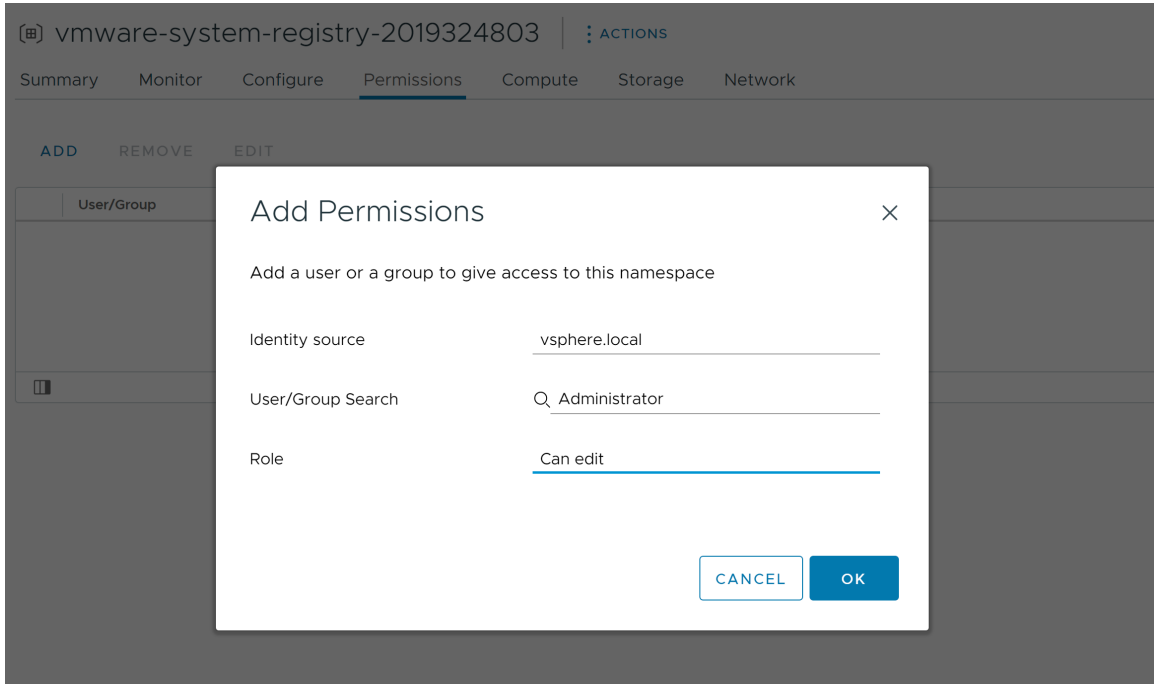 vmware-system-registry-2019324803 ACTIONS
Summary Monitor Configure Permissions Compute Storage Network
ADD REMOVE EDIT
User/Group
Add Permissions
Add a user or a group to give access to this namespace
Identity source vsphere.local
User/Group Search Administrator
Role Can edit
CANCEL OK